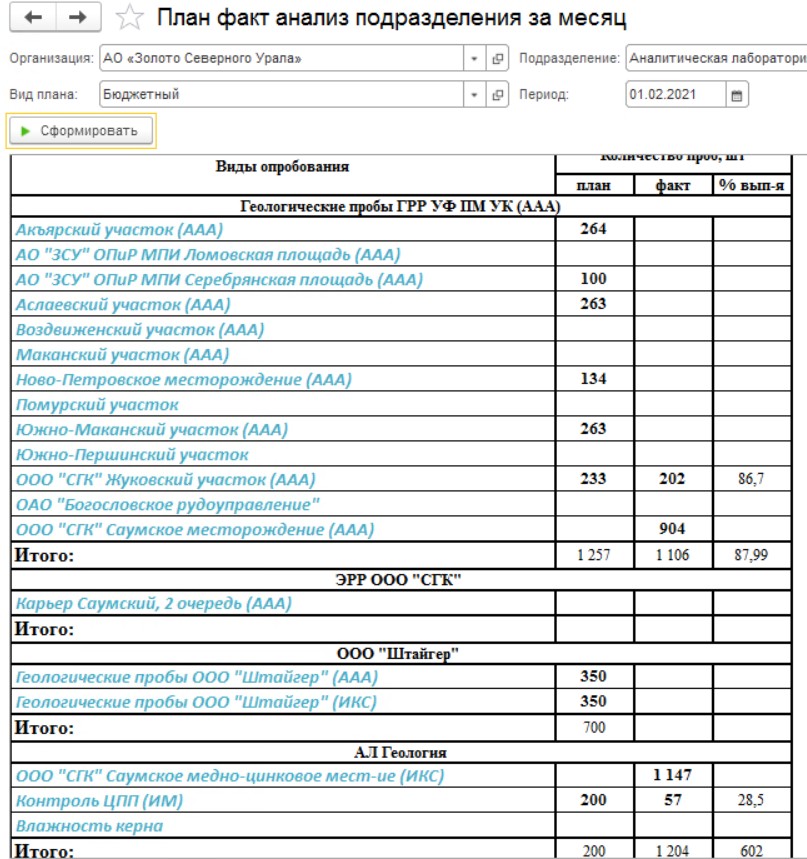 План факт анализ подразделения за месяц
Организация: АО «Золото Северного Урала» Подразделение: Аналитическая лаборатори
Вид плана: Бюджетный Период: 01.02.2021
Сформировать
Виды опробования Количество проб, шт
план факт % вып-я
Геологические пробы ГРР УФ ПМ УК (ААА)
Акъярский участок (ААА) 264
АО "ЗСУ" ОПиР МПИ Ломовская площадь (ААА)
АО "ЗСУ" ОПиР МПИ Серебрянская площадь (ААА) 100
Аслаевский участок (ААА) 263
Воздвиженский участок (ААА)
Маканский участок (ААА)
Ново-Петровское месторождение (ААА) 134
Помурский участок
Южно-Маканский участок (ААА) 263
Южно-Першинский участок
ООО "СГК" Жуковский участок (ААА) 233 202 86,7
ОАО "Богословское рудоуправление"
ООО "СГК" Саумское месторождение (ААА) 904
Итого: 1 257 1 106 87,99
ЭРР ООО "СГК"
Карьер Саумский, 2 очередь (ААА)
Итого:
ООО "Штайгер"
Геологические пробы ООО "Штайгер" (ААА) 350
Геологические пробы ООО "Штайгер" (ИКС) 350
Итого: 700
АЛ Геология
ООО "СГК" Саумское медно-цинковое мест-ие (ИКС) 1 147
Контроль ЦПП (ИМ) 200 57 28,5
Влажность керна
Итого: 200 1 204 602